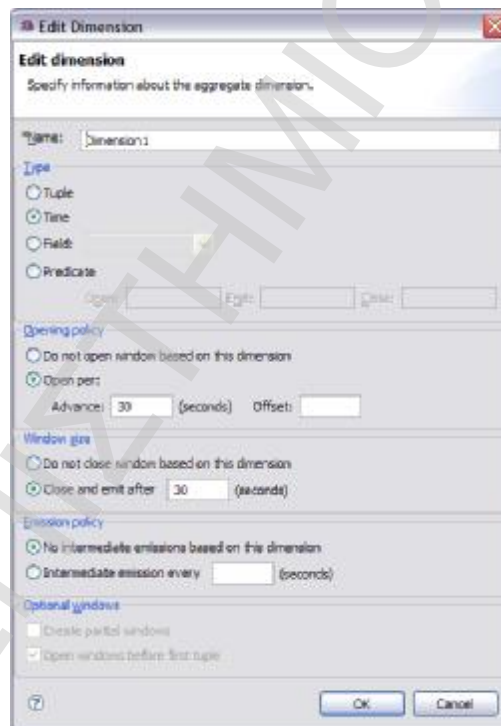 Edit Dimension
Edit dimension
Specify information about the aggregate dimension.
*Name: Dimension1
Type
Tuple
Time
Field:
Predicate
Open: Emit: Close:
Opening policy
Do not open window based on this dimension
Open per:
Advance: 30 (seconds) Offset:
Window size
Do not close window based on this dimension
Close and emit after 30 (seconds)
Emission policy
No intermediate emissions based on this dimension
Intermediate emission every (seconds)
Optional windows
Create partial windows
Open windows before first tuple
OK Cancel